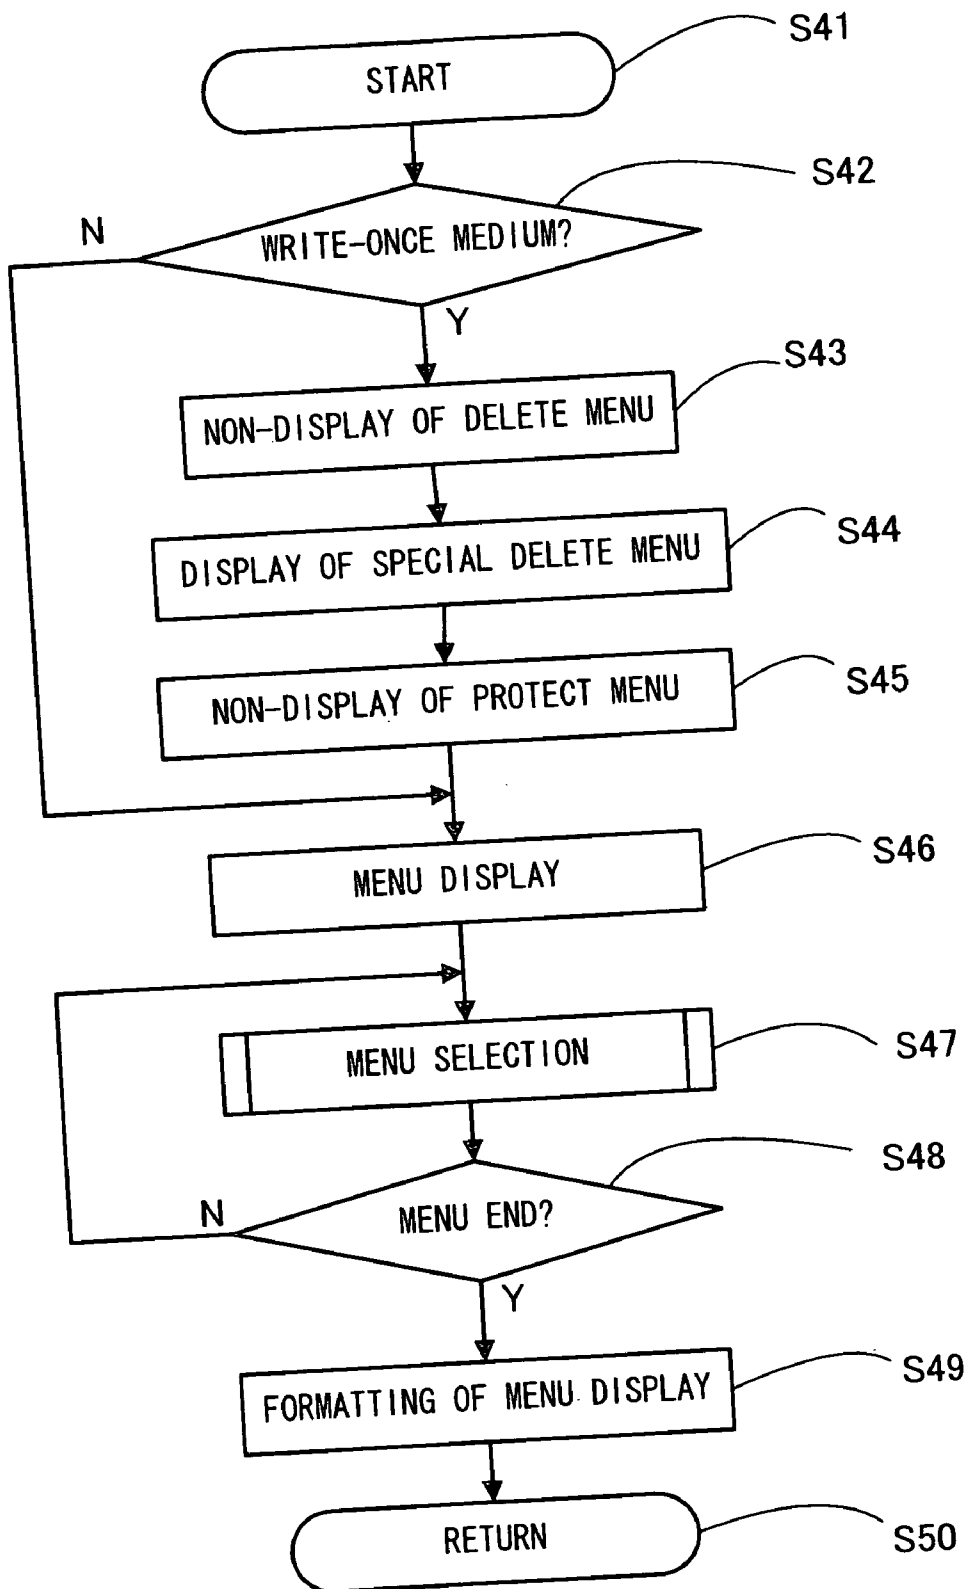 S41
START
S42
N
WRITE-ONCE MEDIUM?
Y
S43
NON-DISPLAY OF DELETE MENU
S44
DISPLAY OF SPECIAL DELETE MENU
S45
NON-DISPLAY OF PROTECT MENU
S46
MENU DISPLAY
S47
MENU SELECTION
S48
N
MENU END?
Y
S49
FORMATTING OF MENU DISPLAY
S50
RETURN